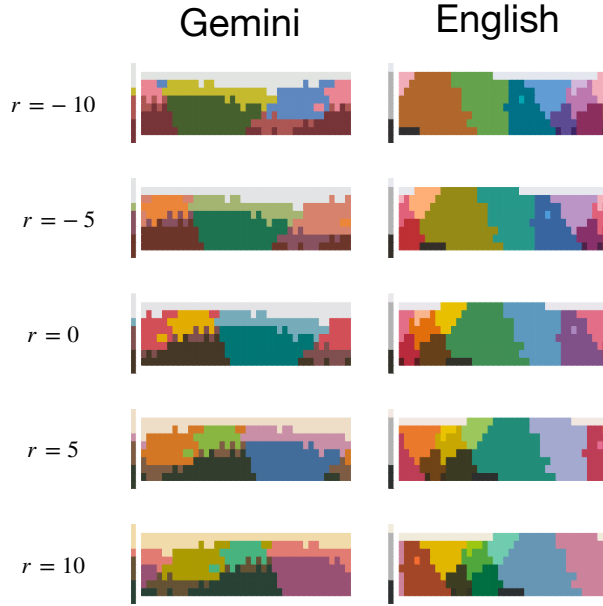 Gemini English
r = − 10
r = − 5
r = 0
r = 5
r = 10